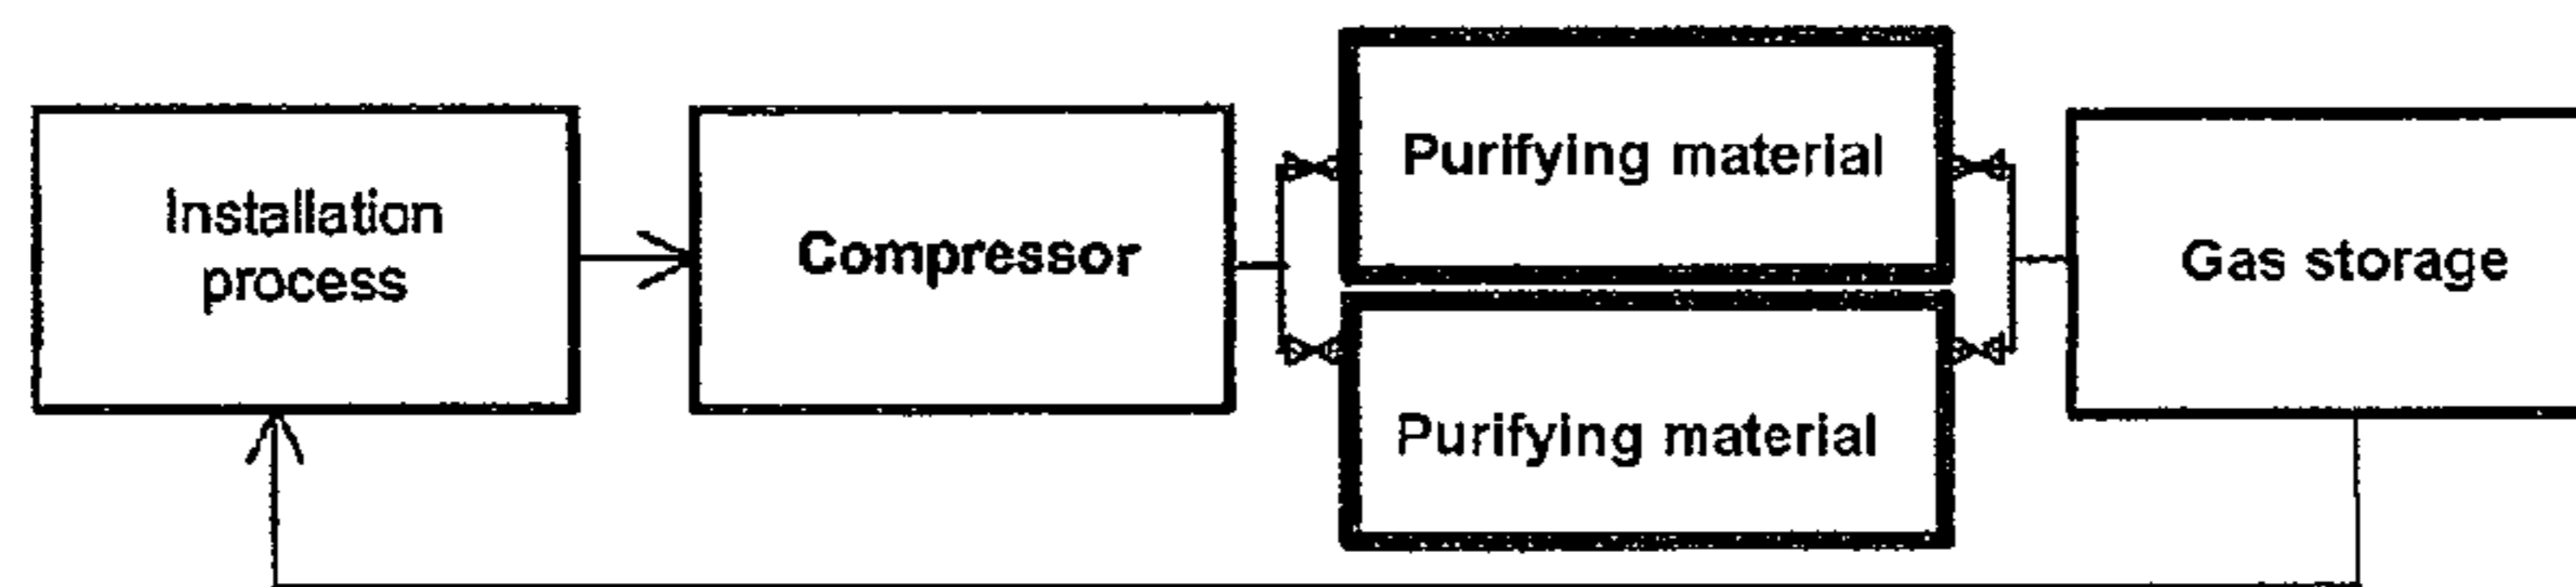 Installation
process
Compressor
Purifying material
Purifying material
Gas storage